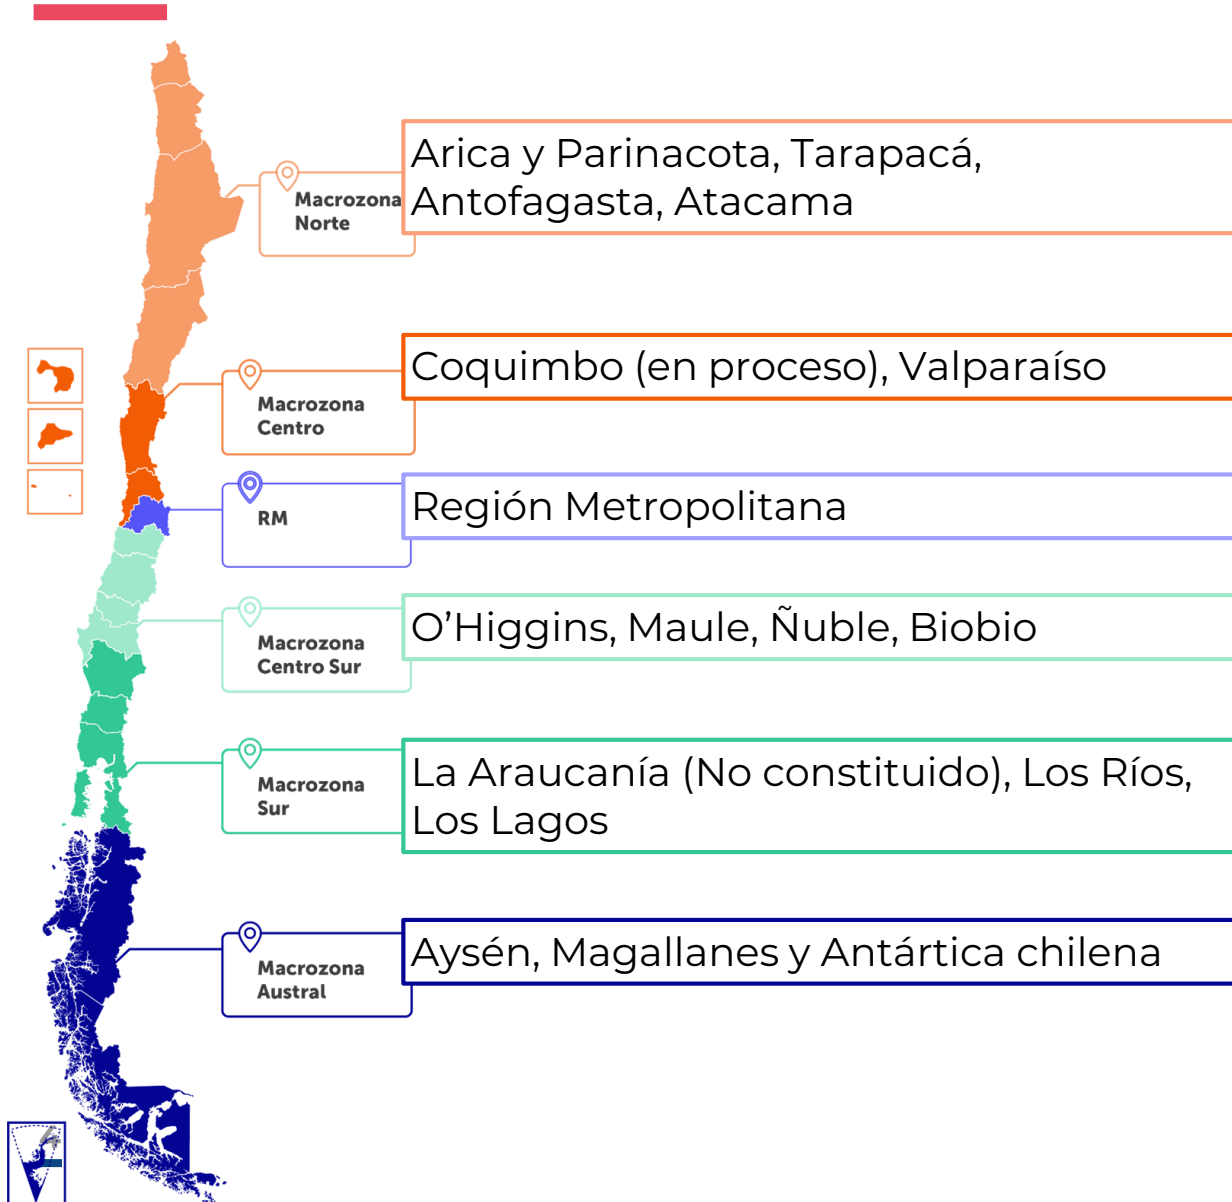 Macrozona
Norte
Arica y Parinacota, Tarapacá,
Antofagasta, Atacama
Macrozona
Centro
Coquimbo (en proceso), Valparaíso
RM
Región Metropolitana
Macrozona
Centro Sur
O’Higgins, Maule, Ñuble, Biobio
Macrozona
Sur
La Araucanía (No constituido), Los Ríos,
Los Lagos
Macrozona
Austral
Aysén, Magallanes y Antártica chilena
4